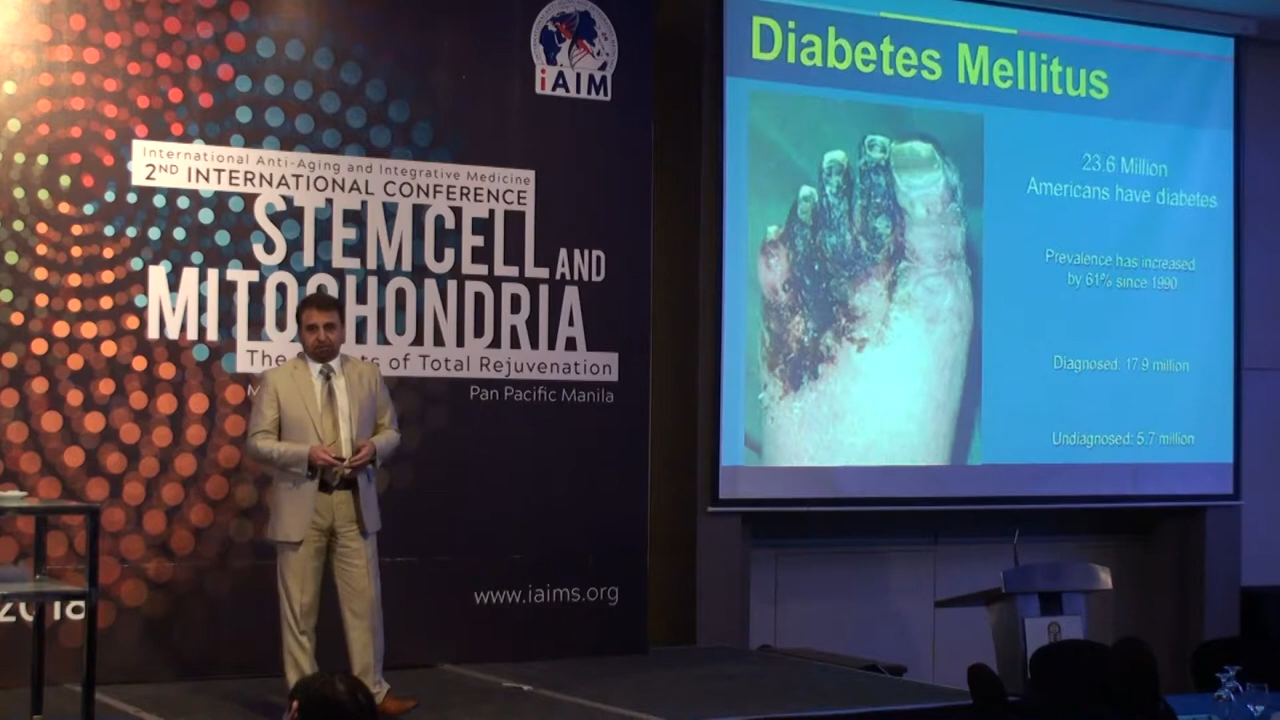 iAIM
International Anti-Aging and Integrative Medicine
2ND INTERNATIONAL CONFERENCE
STEMCELL AND
MITOCHONDRIA
The of Total Rejuvenation
Pan Pacific Manila
www.iaims.org
2018
Diabetes Mellitus
23.6 Million
Americans have diabetes
Prevalence has increased
by 61% since 1990
Diagnosed: 17.9 million
Undiagnosed: 5.7 million